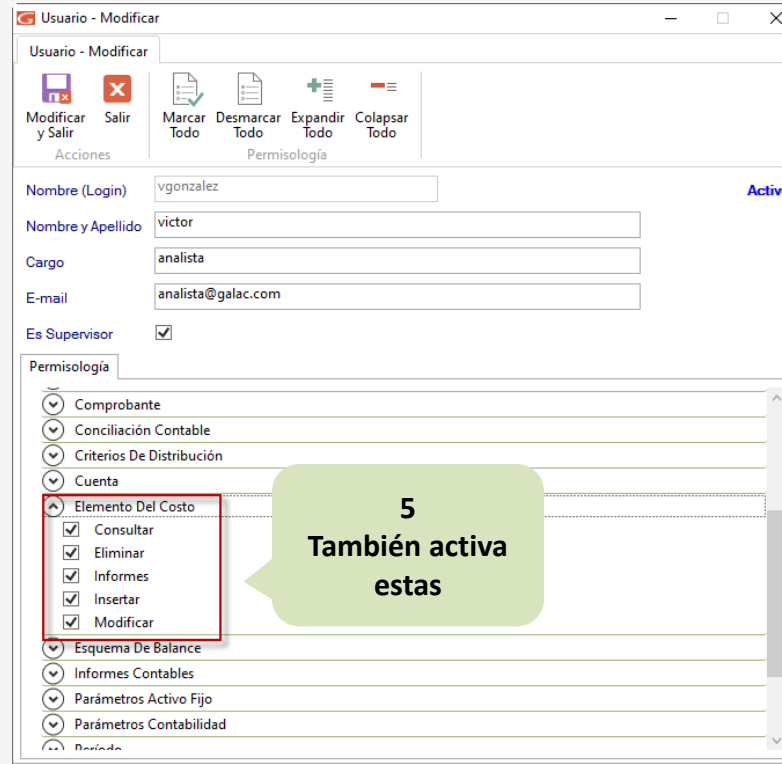 Usuario - Modificar
Usuario - Modificar
Modificar y Salir
Salir
Marcar Todo
Desmarcar Todo
Expandir Todo
Colapsar Todo
Acciones
Permisología
Nombre (Login)
vgonzalez
Activ
Nombre y Apellido
victor
Cargo
analista
E-mail
analista@galac.com
Es Supervisor
Permisología
Comprobante
Conciliación Contable
Criterios De Distribución
Cuenta
Elemento Del Costo
Consultar
Eliminar
Informes
Insertar
Modificar
5
También activa
estas
Esquema De Balance
Informes Contables
Parámetros Activo Fijo
Parámetros Contabilidad
Período